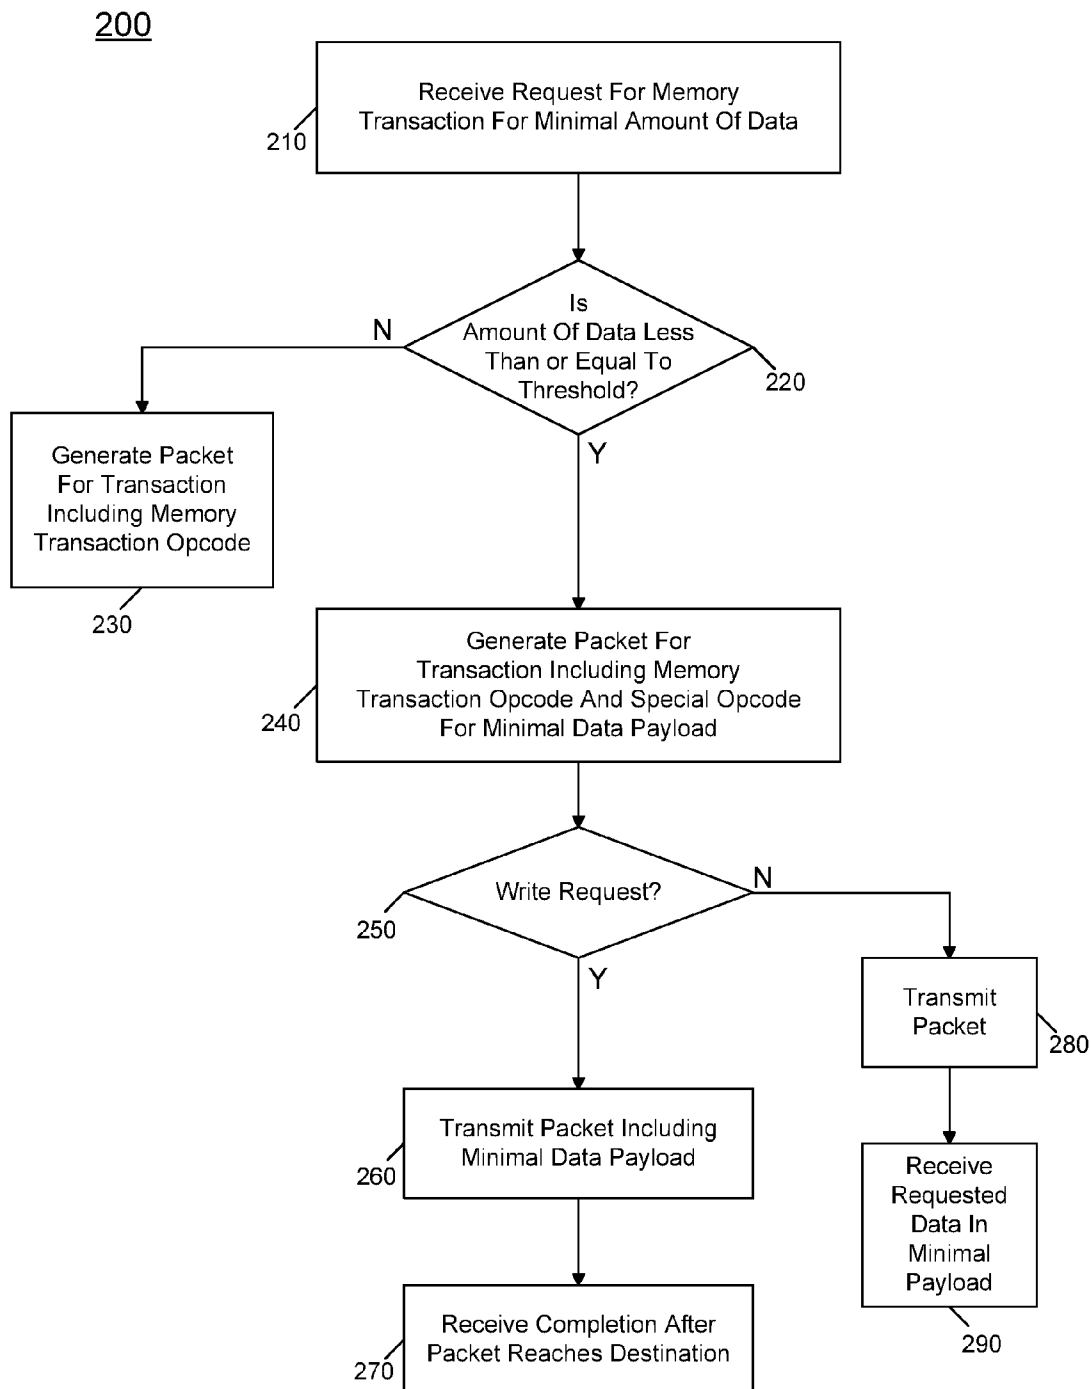 200
Receive Request For Memory
Transaction For Minimal Amount Of Data
210
Is
Amount Of Data Less
Than or Equal To
Threshold?
220
N
Y
Generate Packet
For Transaction
Including Memory
Transaction Opcode
230
Generate Packet For
Transaction Including Memory
Transaction Opcode And Special Opcode
For Minimal Data Payload
240
Write Request?
250
N
Y
Transmit
Packet
280
Transmit Packet Including
Minimal Data Payload
260
Receive
Requested
Data In
Minimal
Payload
290
Receive Completion After
Packet Reaches Destination
270